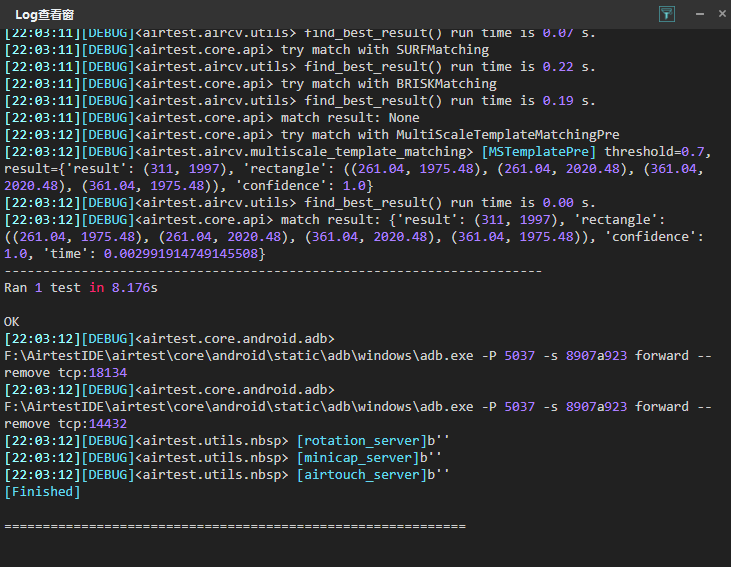 Log查看窗
[22:03:11][DEBUG]<airtest.aircv.utils> find_best_result() run time is 0.07 s.
[22:03:11][DEBUG]<airtest.core.api> try match with SURFMatching
[22:03:11][DEBUG]<airtest.aircv.utils> find_best_result() run time is 0.22 s.
[22:03:11][DEBUG]<airtest.core.api> try match with BRISKMatching
[22:03:11][DEBUG]<airtest.aircv.utils> find_best_result() run time is 0.19 s.
[22:03:11][DEBUG]<airtest.core.api> match result: None
[22:03:12][DEBUG]<airtest.core.api> try match with MultiScaleTemplateMatchingPre
[22:03:12][DEBUG]<airtest.aircv.multiscale_template_matching> [MSTemplatePre] threshold=0.7,
result={'result': (311, 1997), 'rectangle': ((261.04, 1975.48), (261.04, 2020.48), (361.04,
2020.48), (361.04, 1975.48)), 'confidence': 1.0}
[22:03:12][DEBUG]<airtest.aircv.utils> find_best_result() run time is 0.00 s.
[22:03:12][DEBUG]<airtest.core.api> match result: {'result': (311, 1997), 'rectangle':
((261.04, 1975.48), (261.04, 2020.48), (361.04, 2020.48), (361.04, 1975.48)), 'confidence':
1.0, 'time': 0.002991914749145508}
----------------------------------------------------------------------
Ran 1 test in 8.176s
OK
[22:03:12][DEBUG]<airtest.core.android.adb>
F:\AirtestIDE\airtest\core\android\static\adb\windows\adb.exe -P 5037 -s 8907a923 forward --
remove tcp:18134
[22:03:12][DEBUG]<airtest.core.android.adb>
F:\AirtestIDE\airtest\core\android\static\adb\windows\adb.exe -P 5037 -s 8907a923 forward --
remove tcp:14432
[22:03:12][DEBUG]<airtest.utils.nbsp> [rotation_server]b''
[22:03:12][DEBUG]<airtest.utils.nbsp> [minicap_server]b''
[22:03:12][DEBUG]<airtest.utils.nbsp> [airtouch_server]b''
[Finished]
============================================================